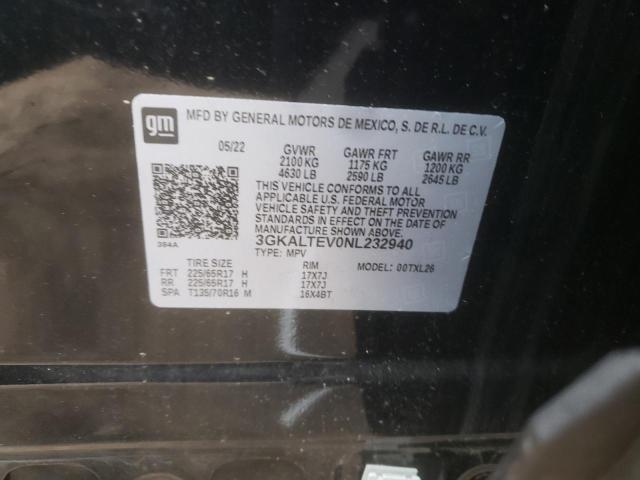 gm
MFD BY GENERAL MOTORS DE MEXICO, S. DE R.L. DE C.V.
05/22 GVWR GAWR FRT GAWR RR
2100 KG 1175 KG 1200 KG
4630 LB 2590 LB 2645 LB
THIS VEHICLE CONFORMS TO ALL
APPLICABLE U.S. FEDERAL MOTOR
VEHICLE SAFETY AND THEFT PREVENTION
STANDARDS IN EFFECT ON THE DATE OF
MANUFACTURE SHOWN ABOVE.
384A
3GKALTEV0NL232940
TYPE: MPV MODEL: 00TXL26
TIRE SIZE RIM
FRT 225/65R17 H 17X7J
RR 225/65R17 H 17X7J
SPA T135/70R16 M 16X4BT